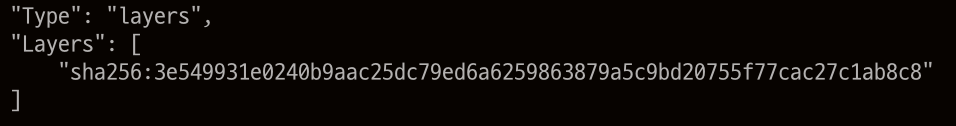 "Type": "layers",
"Layers": [
    "sha256:3e549931e0240b9aac25dc79ed6a6259863879a5c9bd20755f77cac27c1ab8c8"
]